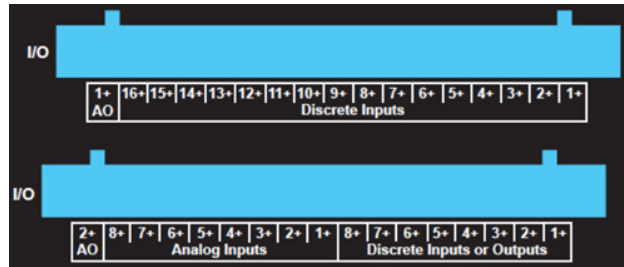 I/O
1+ 16+ 15+ 14+ 13+ 12+ 11+ 10+ 9+ 8+ 7+ 6+ 5+ 4+ 3+ 2+ 1+
AO Discrete Inputs
I/O
2+ 8+ 7+ 6+ 5+ 4+ 3+ 2+ 1+ 8+ 7+ 6+ 5+ 4+ 3+ 2+ 1+
AO Analog Inputs Discrete Inputs or Outputs